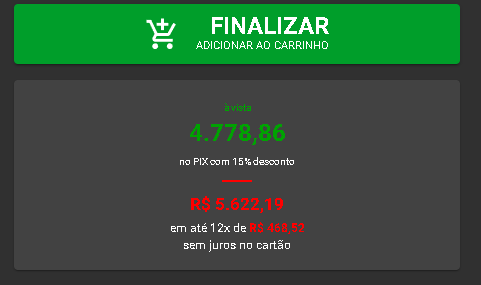 FINALIZAR
ADICIONAR AO CARRINHO
à vista
4.778,86
no PIX com 15% desconto
R$ 5.622,19
em até 12x de R$ 468,52
sem juros no cartão